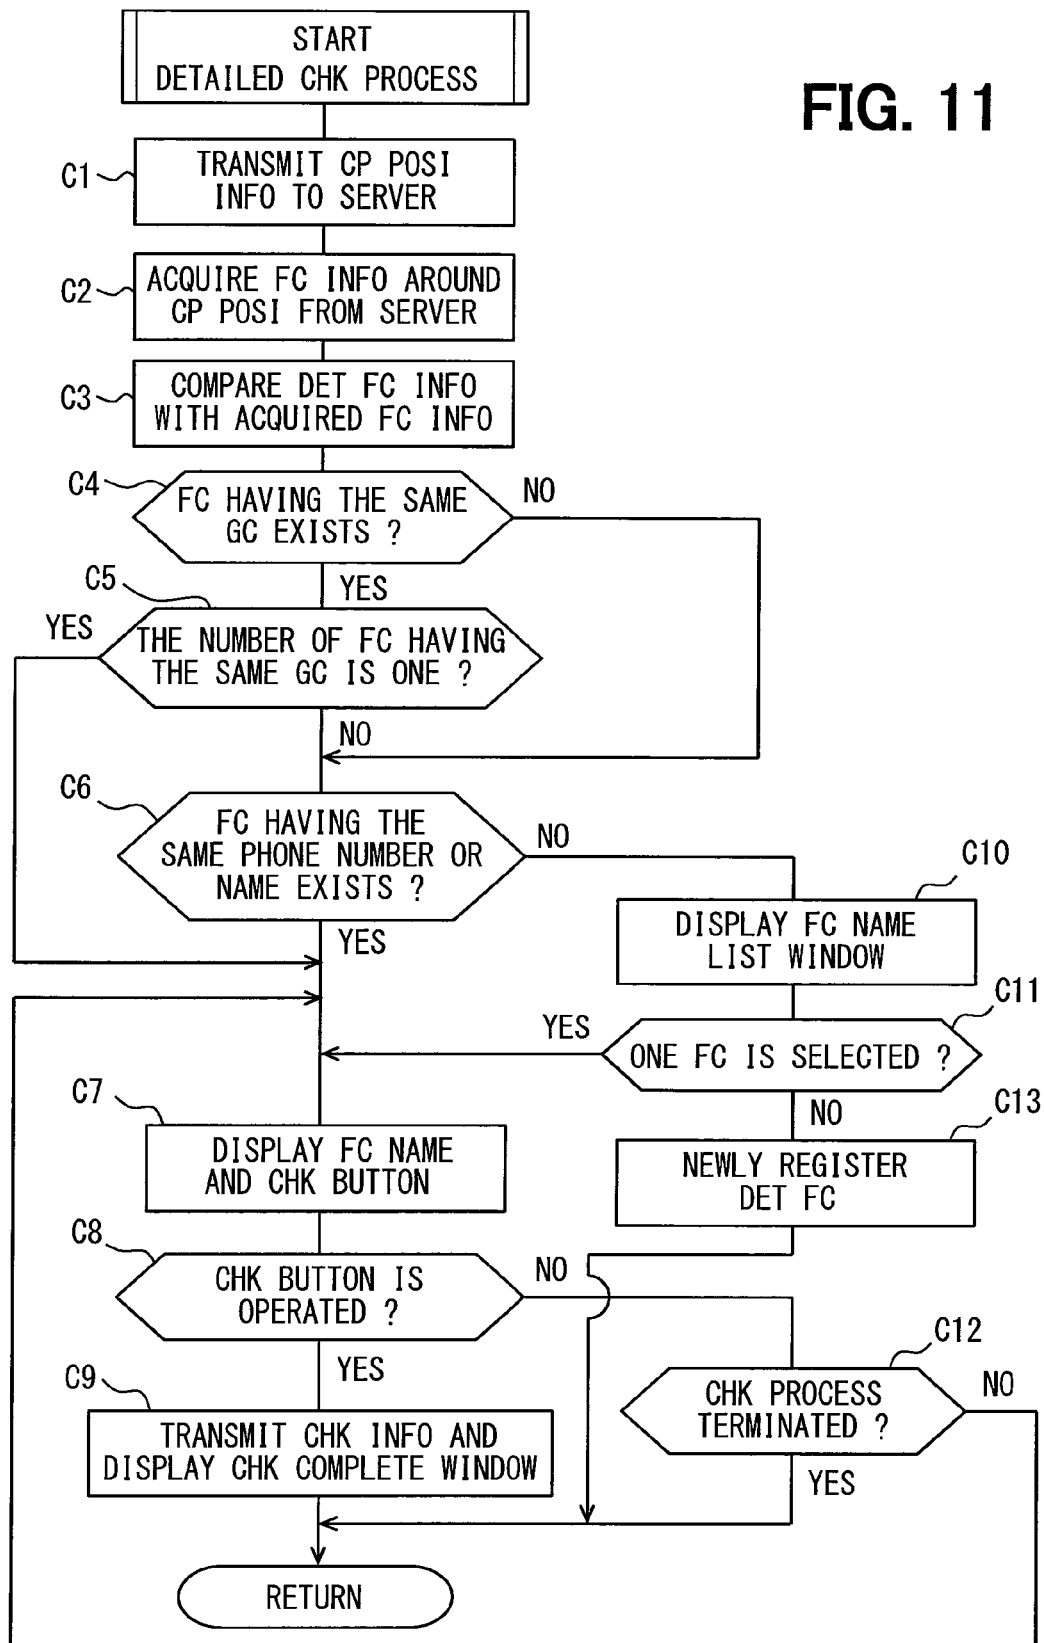 START
DETAILED CHK PROCESS
FIG. 11
C1
TRANSMIT CP POSI
INFO TO SERVER
C2
ACQUIRE FC INFO AROUND
CP POSI FROM SERVER
C3
COMPARE DET FC INFO
WITH ACQUIRED FC INFO
C4
FC HAVING THE SAME
GC EXISTS ?
NO
YES
C5
YES
THE NUMBER OF FC HAVING
THE SAME GC IS ONE ?
NO
C6
FC HAVING THE
SAME PHONE NUMBER OR
NAME EXISTS ?
NO
YES
C10
DISPLAY FC NAME
LIST WINDOW
C11
YES
ONE FC IS SELECTED ?
NO
C7
DISPLAY FC NAME
AND CHK BUTTON
C13
NEWLY REGISTER
DET FC
C8
CHK BUTTON IS
OPERATED ?
NO
YES
C12
CHK PROCESS
TERMINATED ?
NO
YES
C9
TRANSMIT CHK INFO AND
DISPLAY CHK COMPLETE WINDOW
RETURN